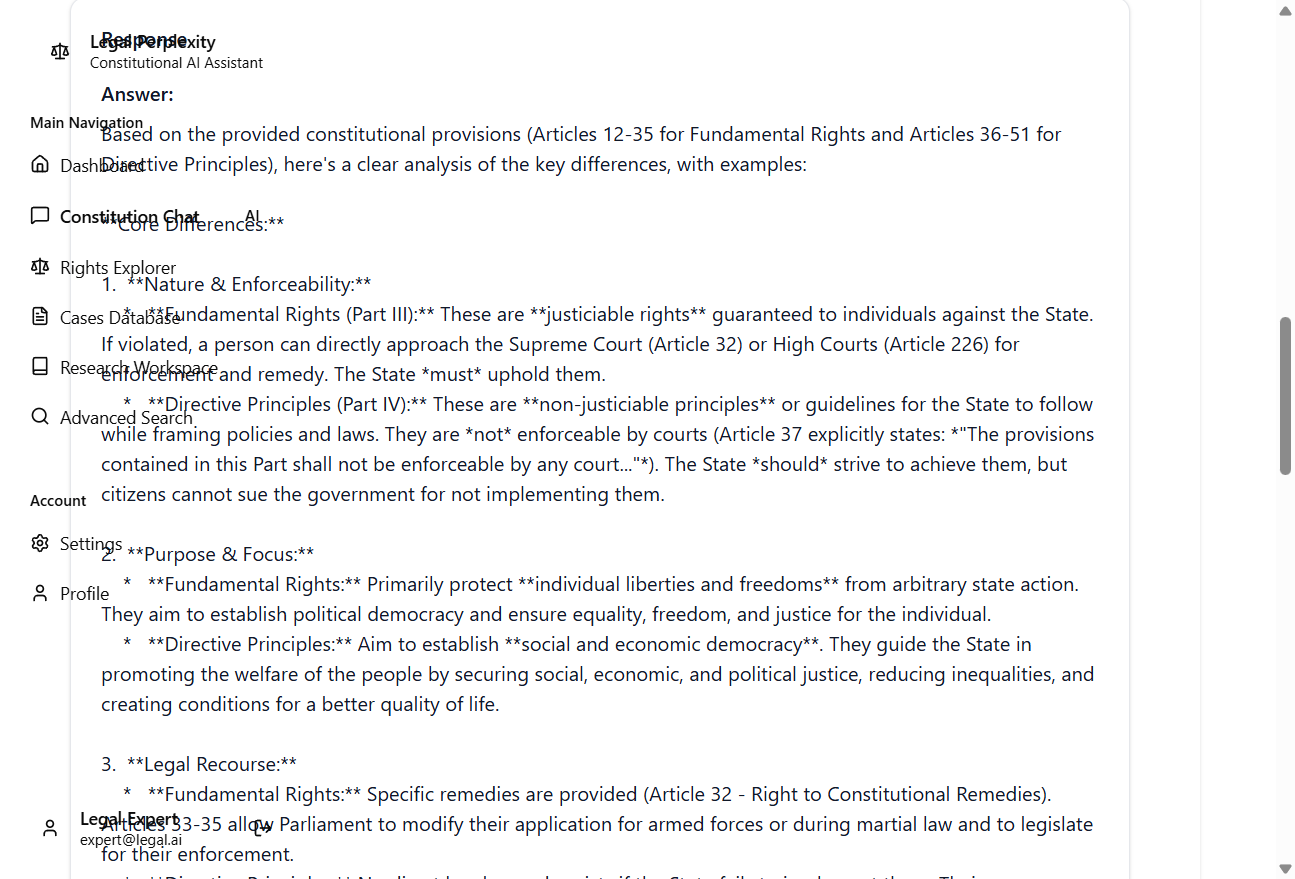 Legal Perplexity
Constitutional AI Assistant
Main Navigation
Dashboard
Constitution Chat AI
Rights Explorer
Cases Database
Research Workspace
Advanced Search
Account
Settings
Profile
Legal Expert
expert@legal.ai
Response
Answer:
Based on the provided constitutional provisions (Articles 12-35 for Fundamental Rights and Articles 36-51 for
Directive Principles), here's a clear analysis of the key differences, with examples:
**Core Differences:**
1. **Nature & Enforceability:**
* **Fundamental Rights (Part III):** These are **justiciable rights** guaranteed to individuals against the State.
If violated, a person can directly approach the Supreme Court (Article 32) or High Courts (Article 226) for
enforcement and remedy. The State *must* uphold them.
* **Directive Principles (Part IV):** These are **non-justiciable principles** or guidelines for the State to follow
while framing policies and laws. They are *not* enforceable by courts (Article 37 explicitly states: *"The provisions
contained in this Part shall not be enforceable by any court..."*). The State *should* strive to achieve them, but
citizens cannot sue the government for not implementing them.
2. **Purpose & Focus:**
* **Fundamental Rights:** Primarily protect **individual liberties and freedoms** from arbitrary state action.
They aim to establish political democracy and ensure equality, freedom, and justice for the individual.
* **Directive Principles:** Aim to establish **social and economic democracy**. They guide the State in
promoting the welfare of the people by securing social, economic, and political justice, reducing inequalities, and
creating conditions for a better quality of life.
3. **Legal Recourse:**
* **Fundamental Rights:** Specific remedies are provided (Article 32 - Right to Constitutional Remedies).
Articles 33-35 allow Parliament to modify their application for armed forces or during martial law and to legislate
for their enforcement.